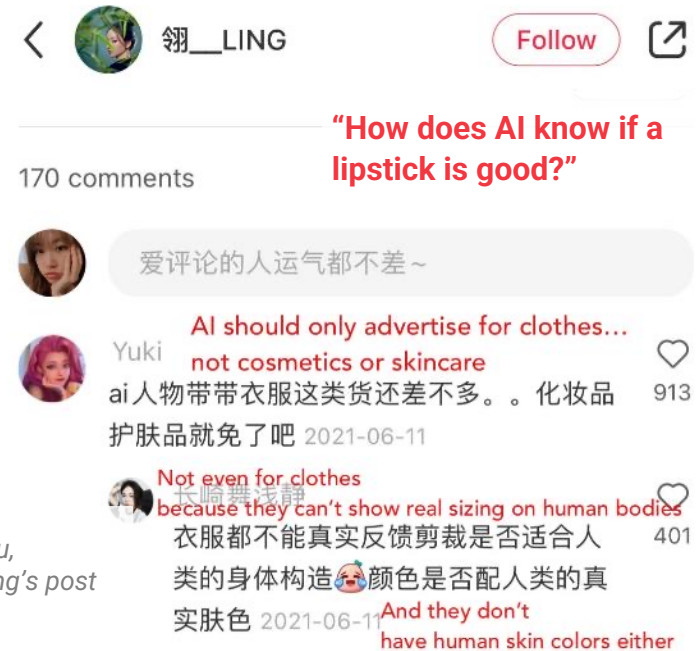 翎__LING
Follow
“How does AI know if a
lipstick is good?”
170 comments
爱评论的人运气都不差~
AI should only advertise for clothes...
not cosmetics or skincare
Yuki
ai人物带带衣服这类货还差不多。。化妆品
护肤品就免了吧 2021-06-11
913
Not even for clothes
长崎舞浅静
because they can't show real sizing on human bodies
衣服都不能真实反馈剪裁是否适合人
类的身体构造😭颜色是否配人类的真
实肤色 2021-06-11
401
And they don't
have human skin colors either
u,
ng's post